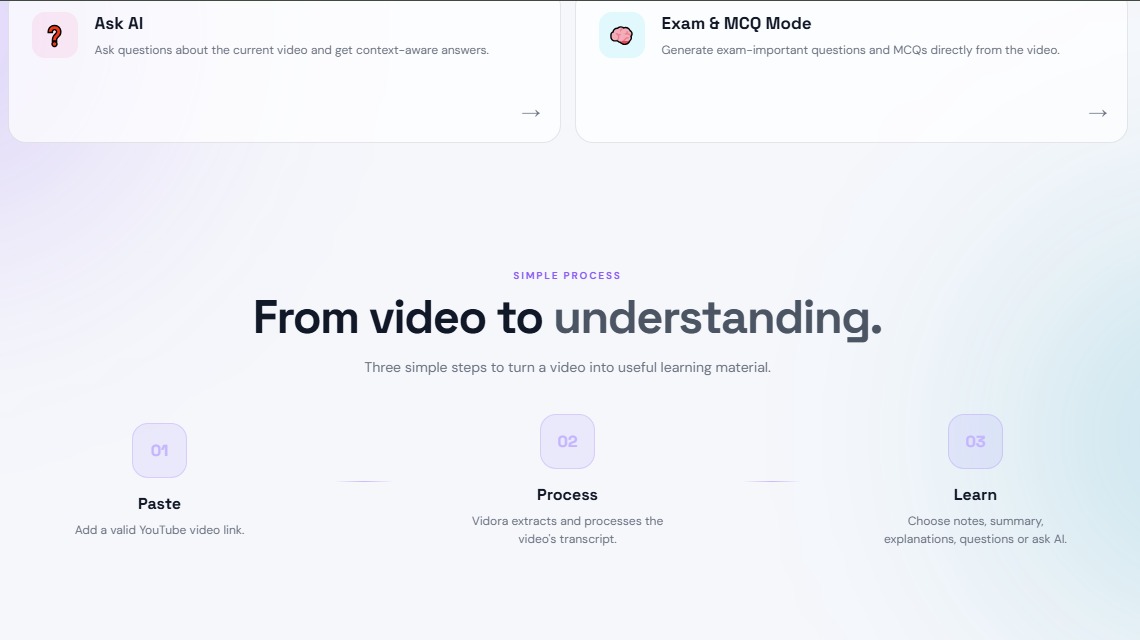 Ask AI
Ask questions about the current video and get context-aware answers.
→
Exam & MCQ Mode
Generate exam-important questions and MCQs directly from the video.
→
SIMPLE PROCESS
From video to understanding.
Three simple steps to turn a video into useful learning material.
01
Paste
Add a valid YouTube video link.
02
Process
Vidora extracts and processes the
video's transcript.
03
Learn
Choose notes, summary,
explanations, questions or ask AI.